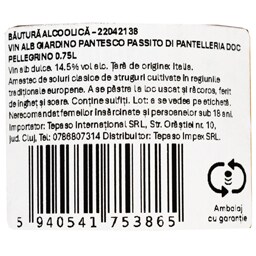 BĂUTURĂ ALCOOLICĂ - 22042138
VIN ALB GIARDINO PANTESCO PASSITO DI PANTELLERIA DOC
PELLEGRINO 0.75L
Vin alb dulce. 14.5% vol alc. Țară de origine: Italia.
Amestec de soiuri clasice de struguri cultivate în regiunile
tradiționale europene. A se păstra la loc uscat și răcoros, ferit
de îngheț și soare. Conține sulfiți. Lot: a se vedea pe etichetă.
Nerecomandat femeilor însărcinate și persoanelor sub 18 ani.
Importator: Tepaso International SRL, Str. Orăștiei nr. 10,
jud. Cluj, Tel: 0786807314 Distribuitor: Tepaso Impex SRL.
5 940541 753865
Ambalaj
cu garanție